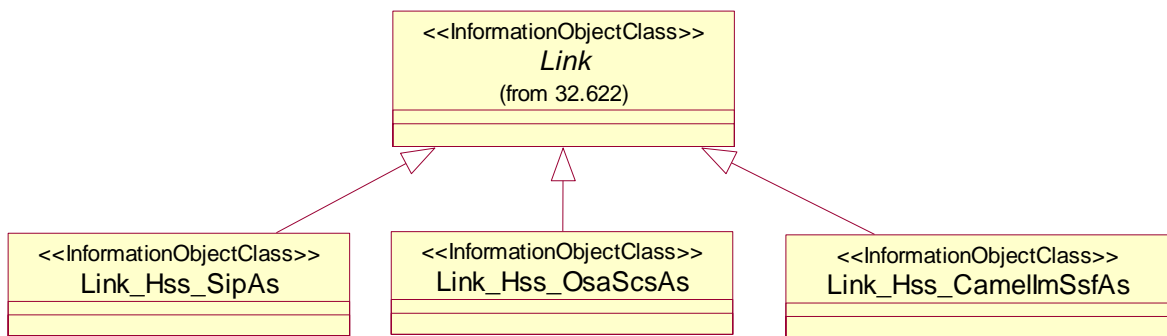 <<InformationObjectClass>>
Link
(from 32.622)
<<InformationObjectClass>>
Link_Hss_SipAs
<<InformationObjectClass>>
Link_Hss_OsaScsAs
<<InformationObjectClass>>
Link_Hss_CamelImSsfAs